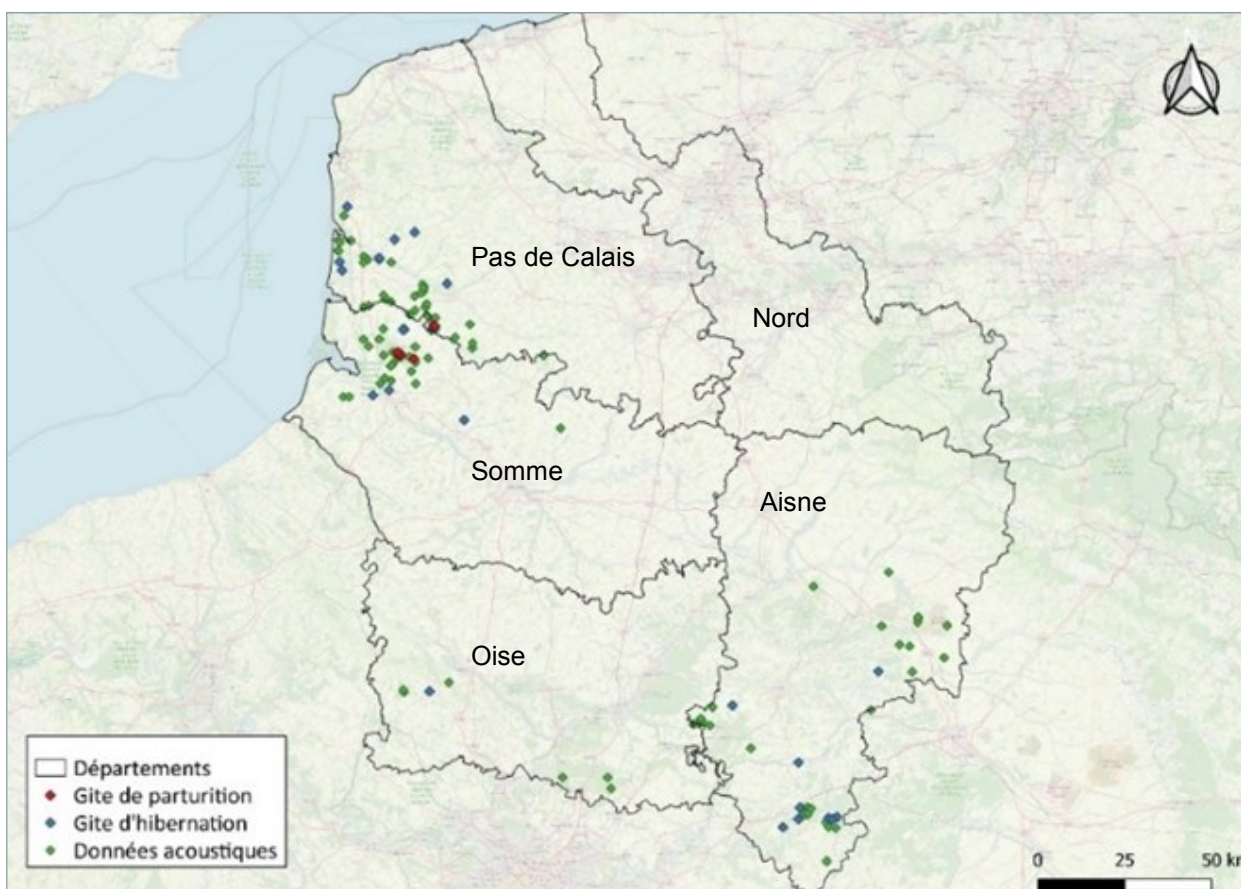 Pas de Calais
Nord
Somme
Aisne
Oise
Départements
Gite de parturition
Gite d'hibernation
Données acoustiques
0 25 50 km